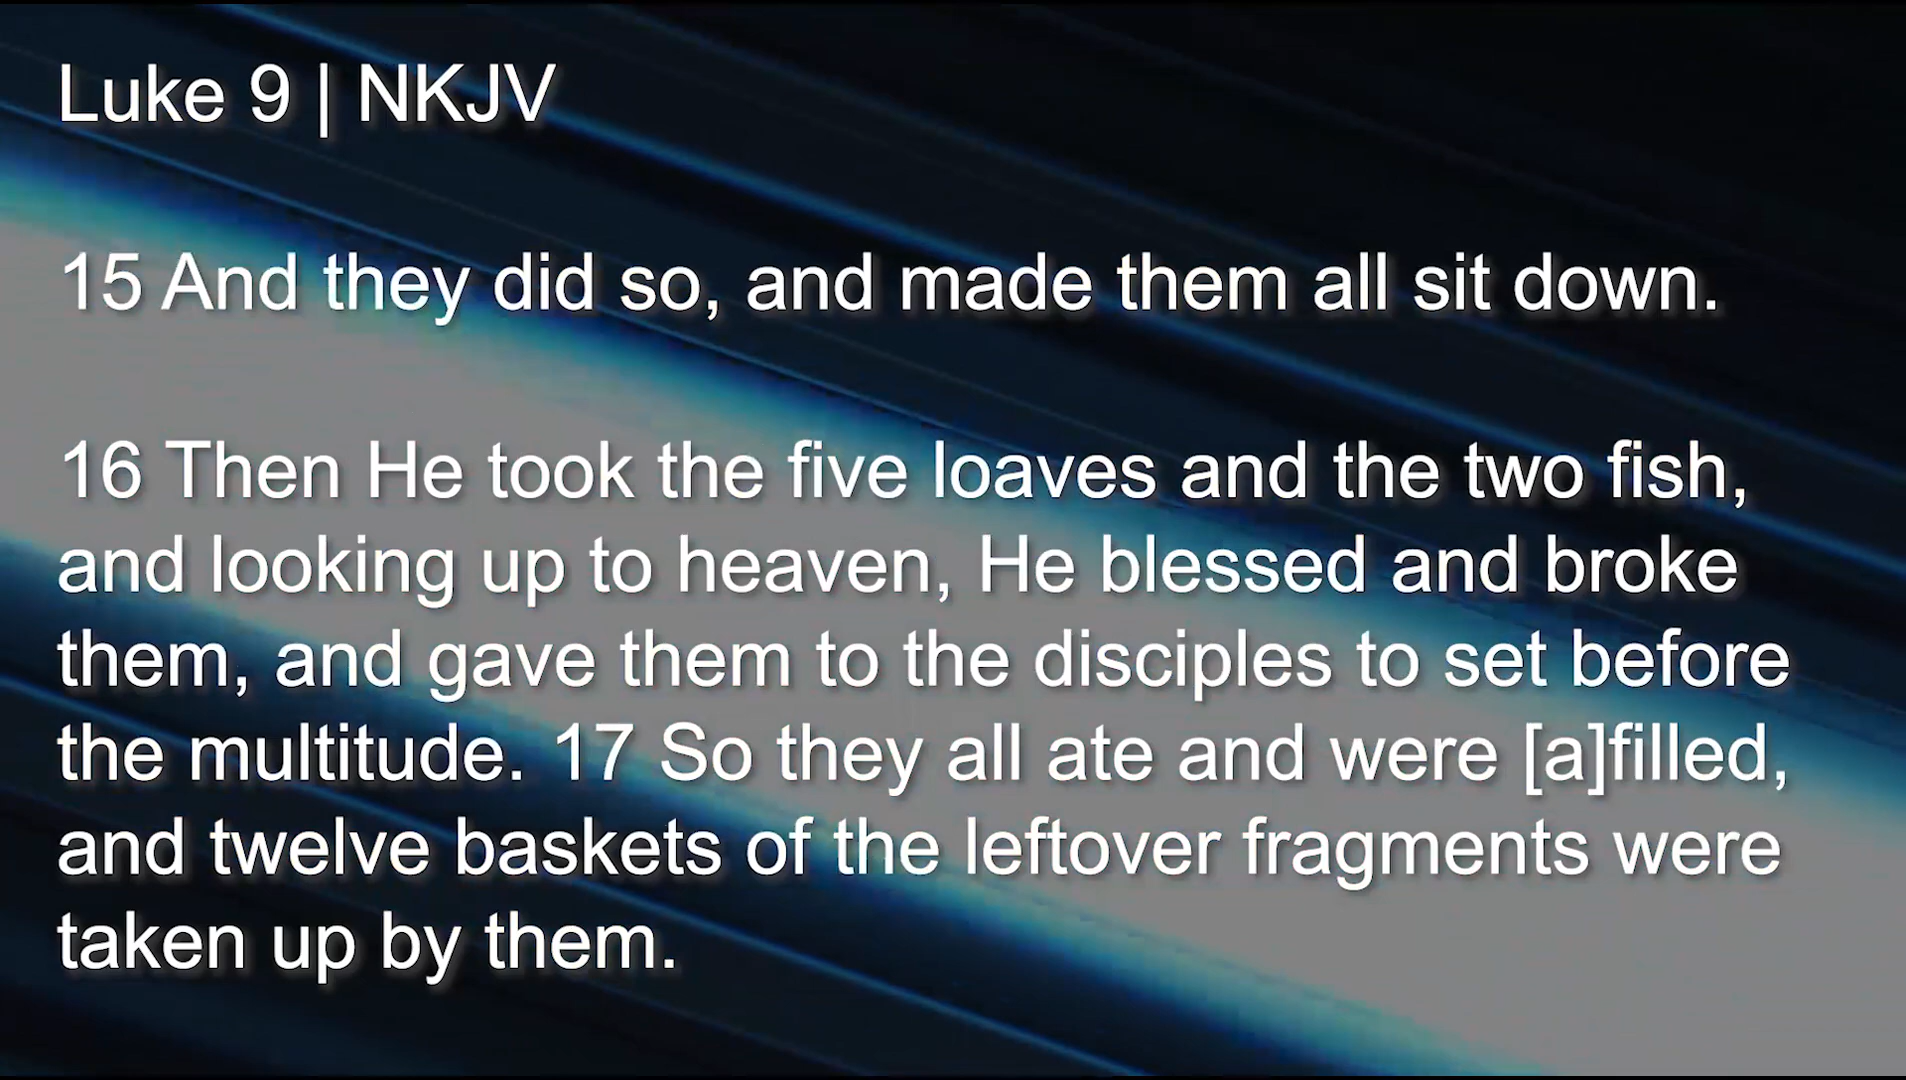 Luke 9 | NKJV
15 And they did so, and made them all sit down.
16 Then He took the five loaves and the two fish,
and looking up to heaven, He blessed and broke
them, and gave them to the disciples to set before
the multitude. 17 So they all ate and were [a]filled,
and twelve baskets of the leftover fragments were
taken up by them.